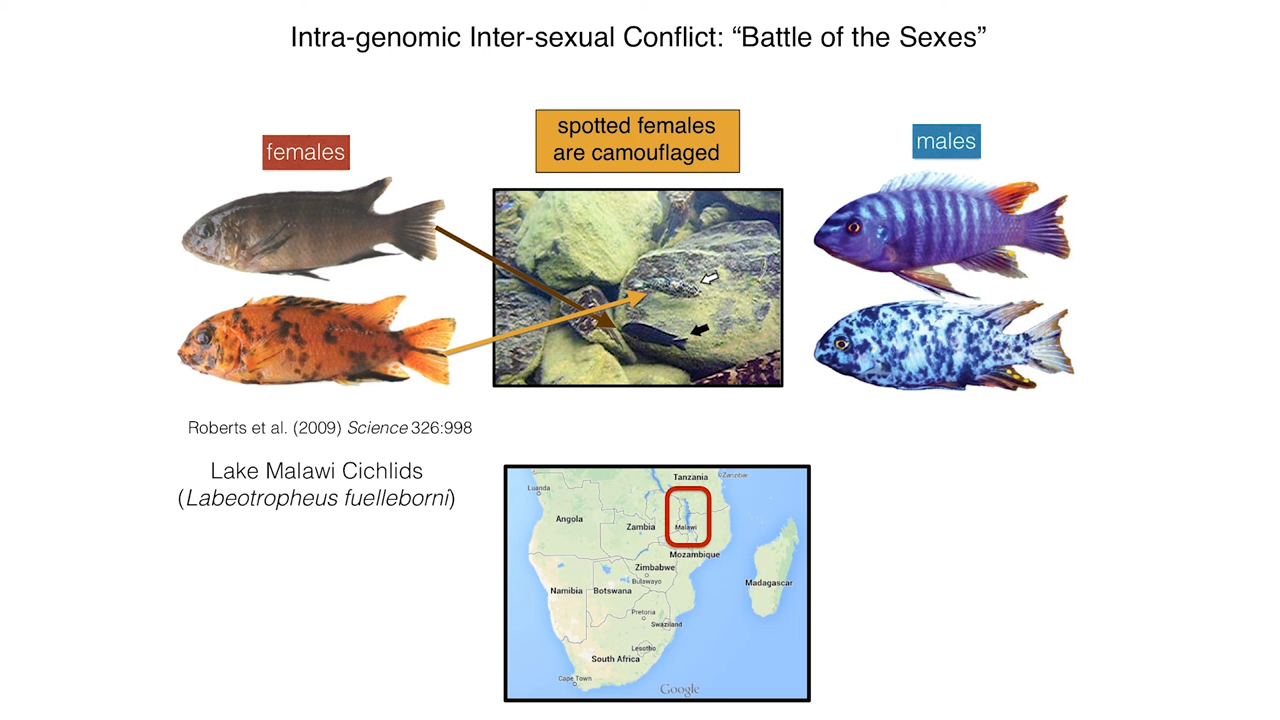 Intra-genomic Inter-sexual Conflict: “Battle of the Sexes”
females
spotted females
are camouflaged
males
Roberts et al. (2009) Science 326:998
Lake Malawi Cichlids
(Labeotropheus fuelleborni)
Tanzania
Zanzibar
Luanda
Angola
Zambia
Malawi
Mozambique
Zimbabwe
Bulawayo
Madagascar
Namibia
Botswana
Pretoria
Swaziland
Lesotho
South Africa
Cape Town
Google